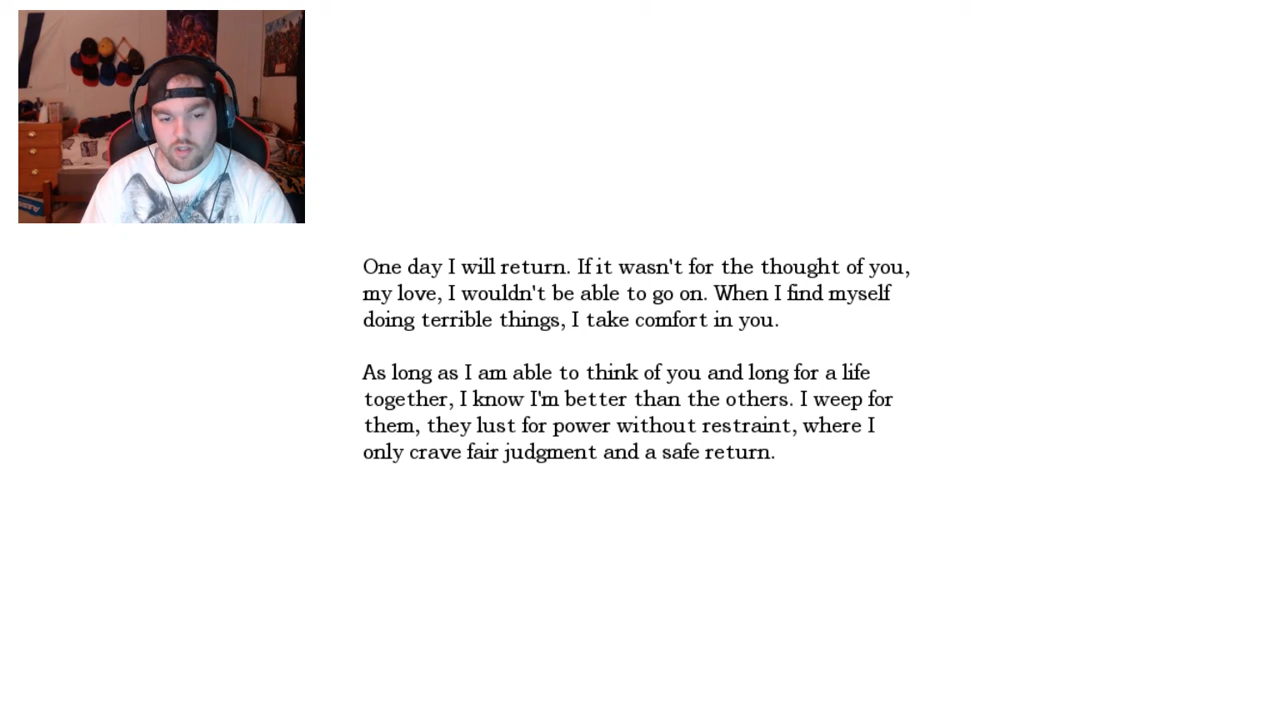 One day I will return. If it wasn't for the thought of you,
my love, I wouldn't be able to go on. When I find myself
doing terrible things, I take comfort in you.
As long as I am able to think of you and long for a life
together, I know I'm better than the others. I weep for
them, they lust for power without restraint, where I
only crave fair judgment and a safe return.